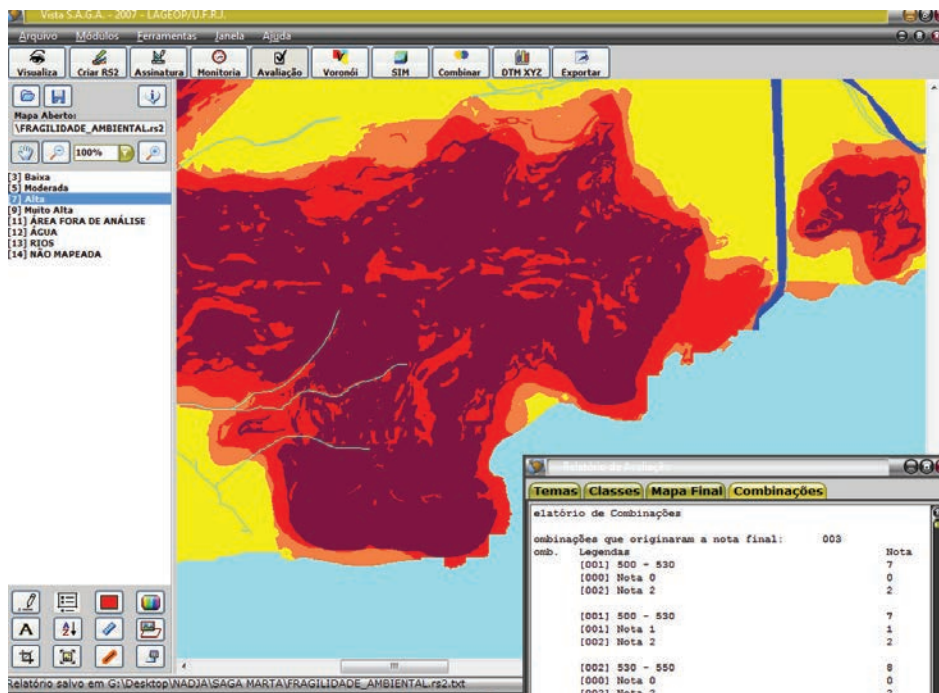 Vista S.A.G.A. - 2007 - LAGEOP/U.F.R.J.
Arquivo Módulos Ferramentas Janela Ajuda
Visualiza Criar RS2 Assinatura Monitoria Avaliação Voronói SIM Combinar DTM XYZ Exportar
Mapa Aberto:
\FRAGILIDADE_AMBIENTAL.rs2
100%
[3] Baixa
[5] Moderada
[7] Alta
[9] Muito Alta
[11] ÁREA FORA DE ANÁLISE
[12] ÁGUA
[13] RIOS
[14] NÃO MAPEADA
Relatório de Avaliação
Temas Classes Mapa Final Combinações
elatório de Combinações
ombinações que originaram a nota final: 003
omb. Legendas Nota
[001] 500 - 530 7
[000] Nota 0 0
[002] Nota 2 2
[001] 500 - 530 7
[001] Nota 1 1
[002] Nota 2 2
[002] 530 - 550 8
[000] Nota 0 0
[002] Nota 2 2
Relatório salvo em G:\Desktop\NADJA\SAGA MARTA\FRAGILIDADE_AMBIENTAL.rs2.txt